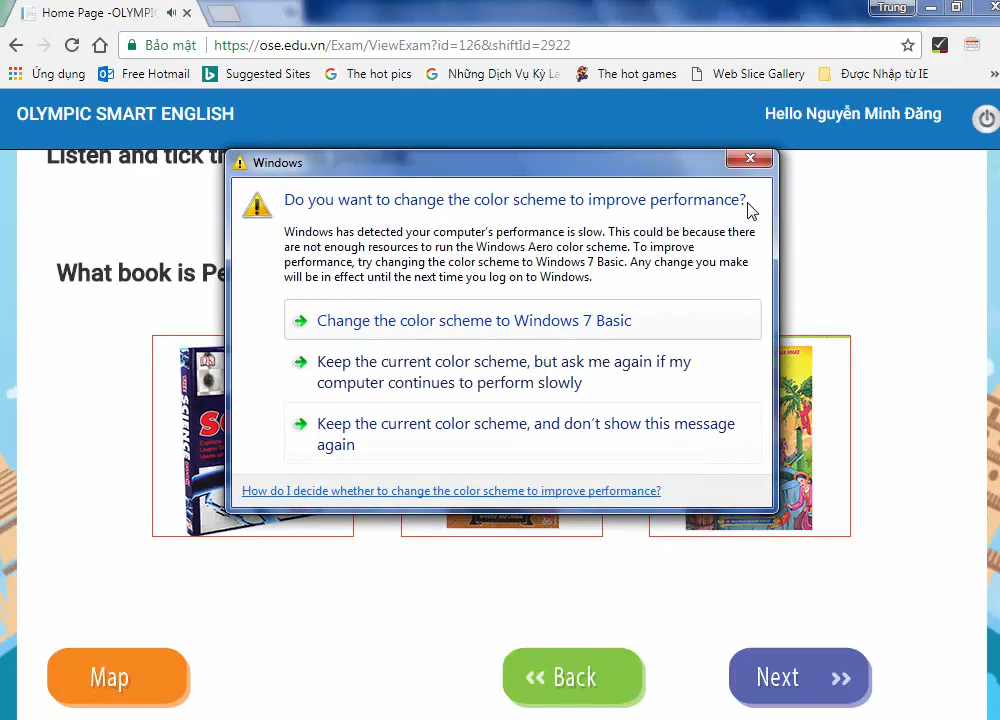 Home Page -OLYMPIC
Trung
Bảo mật
https://ose.edu.vn/Exam/ViewExam?id=126&shiftId=2922
Ứng dụng
Free Hotmail
Suggested Sites
The hot pics
Những Dịch Vụ Kỳ
The hot games
Web Slice Gallery
Được Nhập từ IE
»
OLYMPIC SMART ENGLISH
Hello Nguyễn Minh Đăng
Listen and tick
Windows
Do you want to change the color scheme to improve performance?
Windows has detected your computer's performance is slow. This could be because there
are not enough resources to run the Windows Aero color scheme. To improve
performance, try changing the color scheme to Windows 7 Basic. Any change you make
will be in effect until the next time you log on to Windows.
What book is
Change the color scheme to Windows 7 Basic
Keep the current color scheme, but ask me again if my
computer continues to perform slowly
Keep the current color scheme, and don't show this message
again
How do I decide whether to change the color scheme to improve performance?
DK
SCIENCE
Map
« Back
Next »